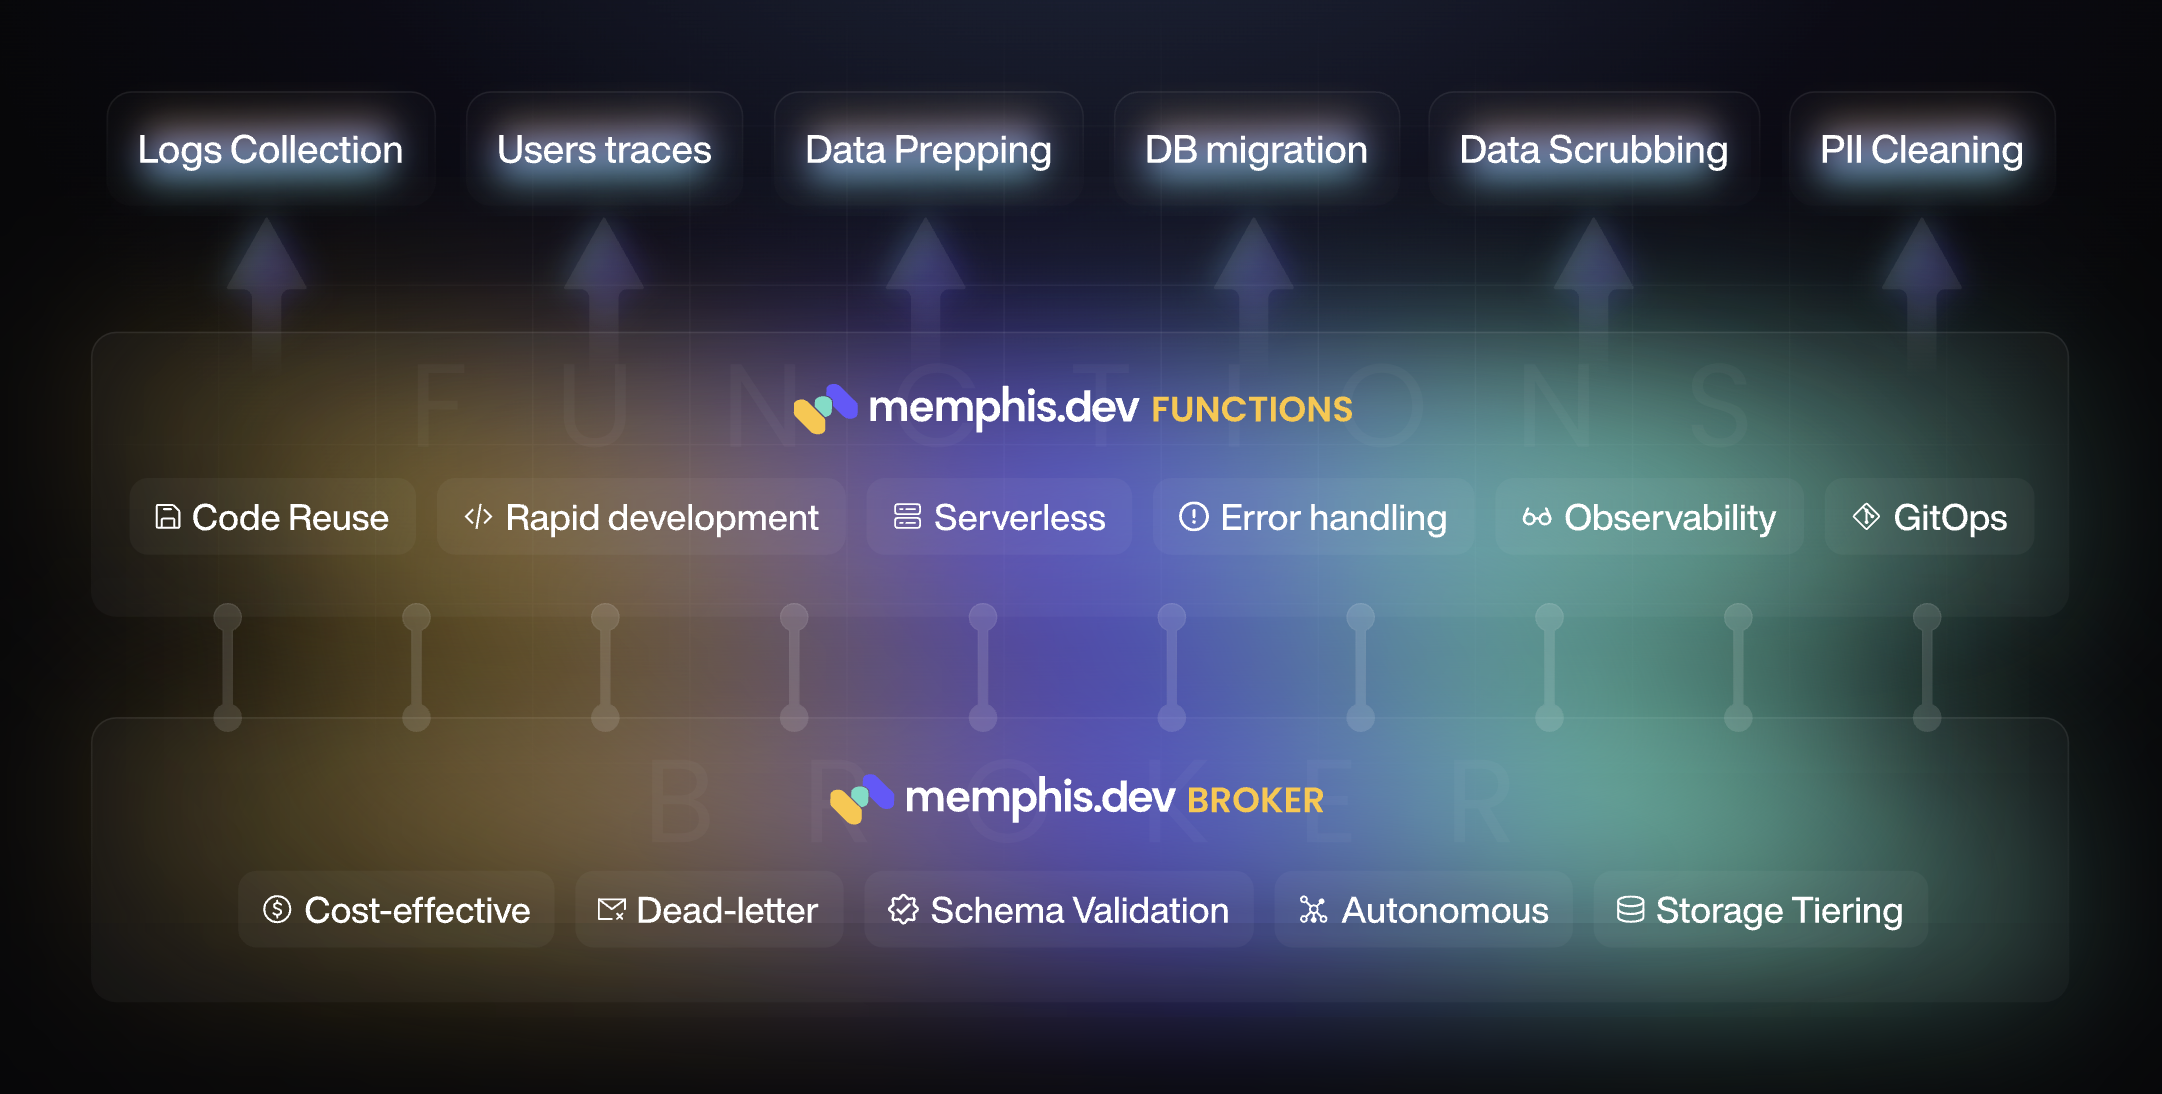 Logs Collection
Users traces
Data Prepping
DB migration
Data Scrubbing
PII Cleaning
FUNCTIONS
memphis.dev FUNCTIONS
Code Reuse
Rapid development
Serverless
Error handling
Observability
GitOps
BROKER
memphis.dev BROKER
Cost-effective
Dead-letter
Schema Validation
Autonomous
Storage Tiering